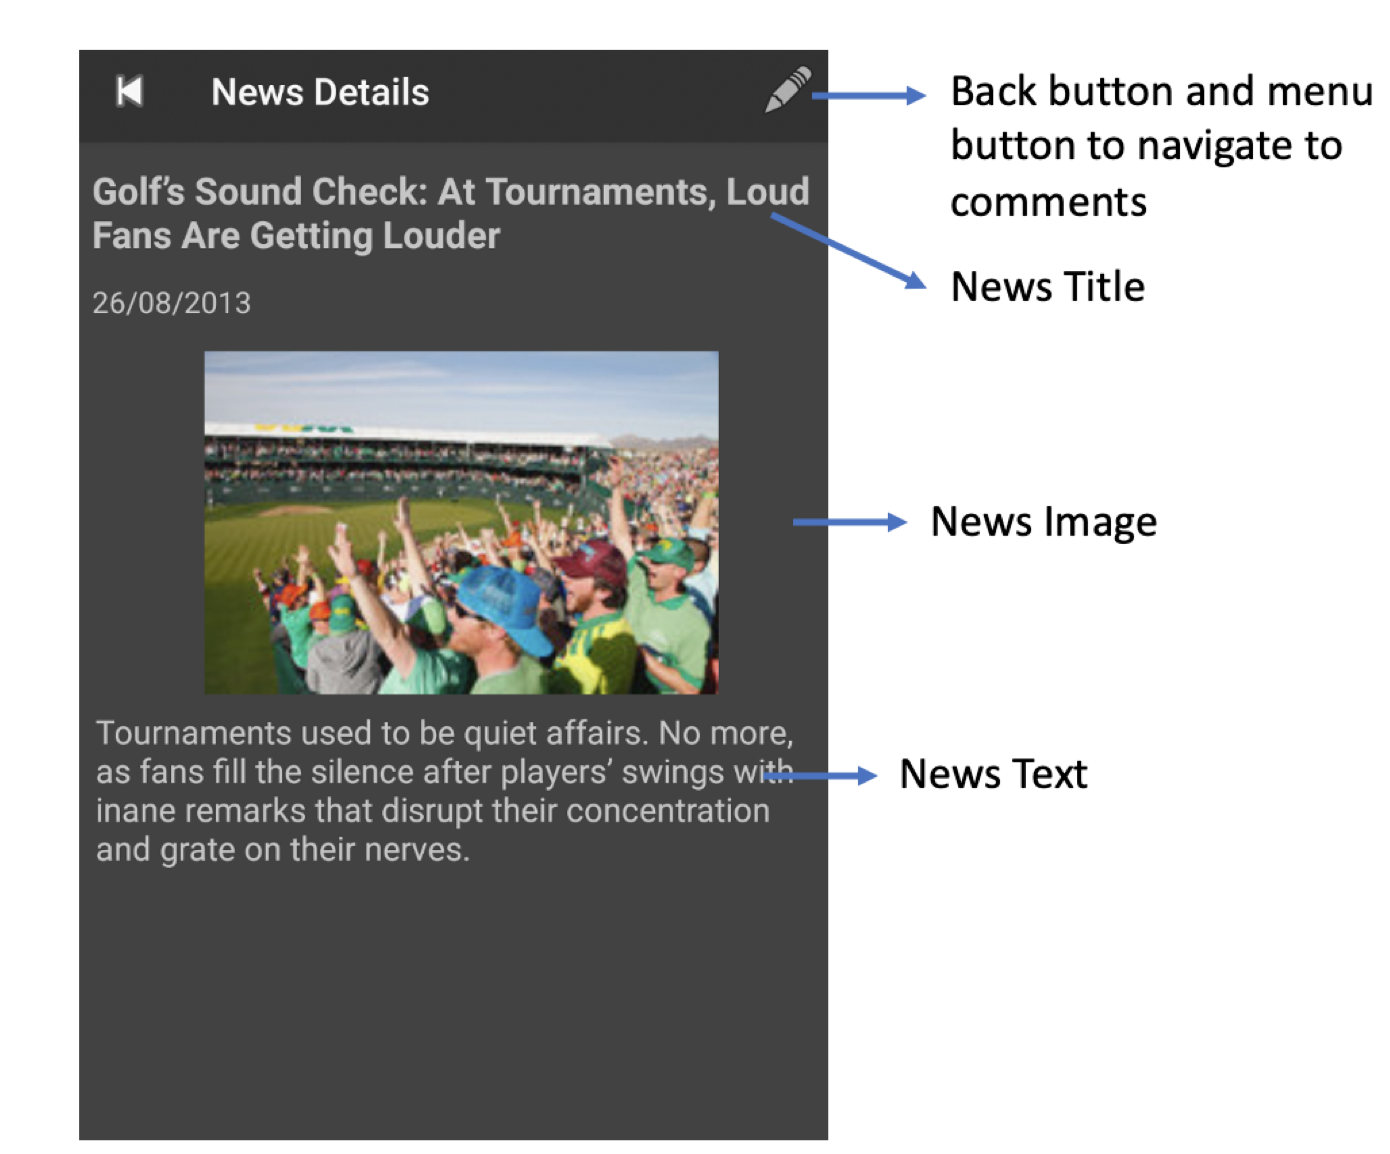 News Details
Back button and menu
button to navigate to
comments
Golf’s Sound Check: At Tournaments, Loud
Fans Are Getting Louder
News Title
26/08/2013
News Image
Tournaments used to be quiet affairs. No more,
as fans fill the silence after players’ swings with
inane remarks that disrupt their concentration
and grate on their nerves.
News Text